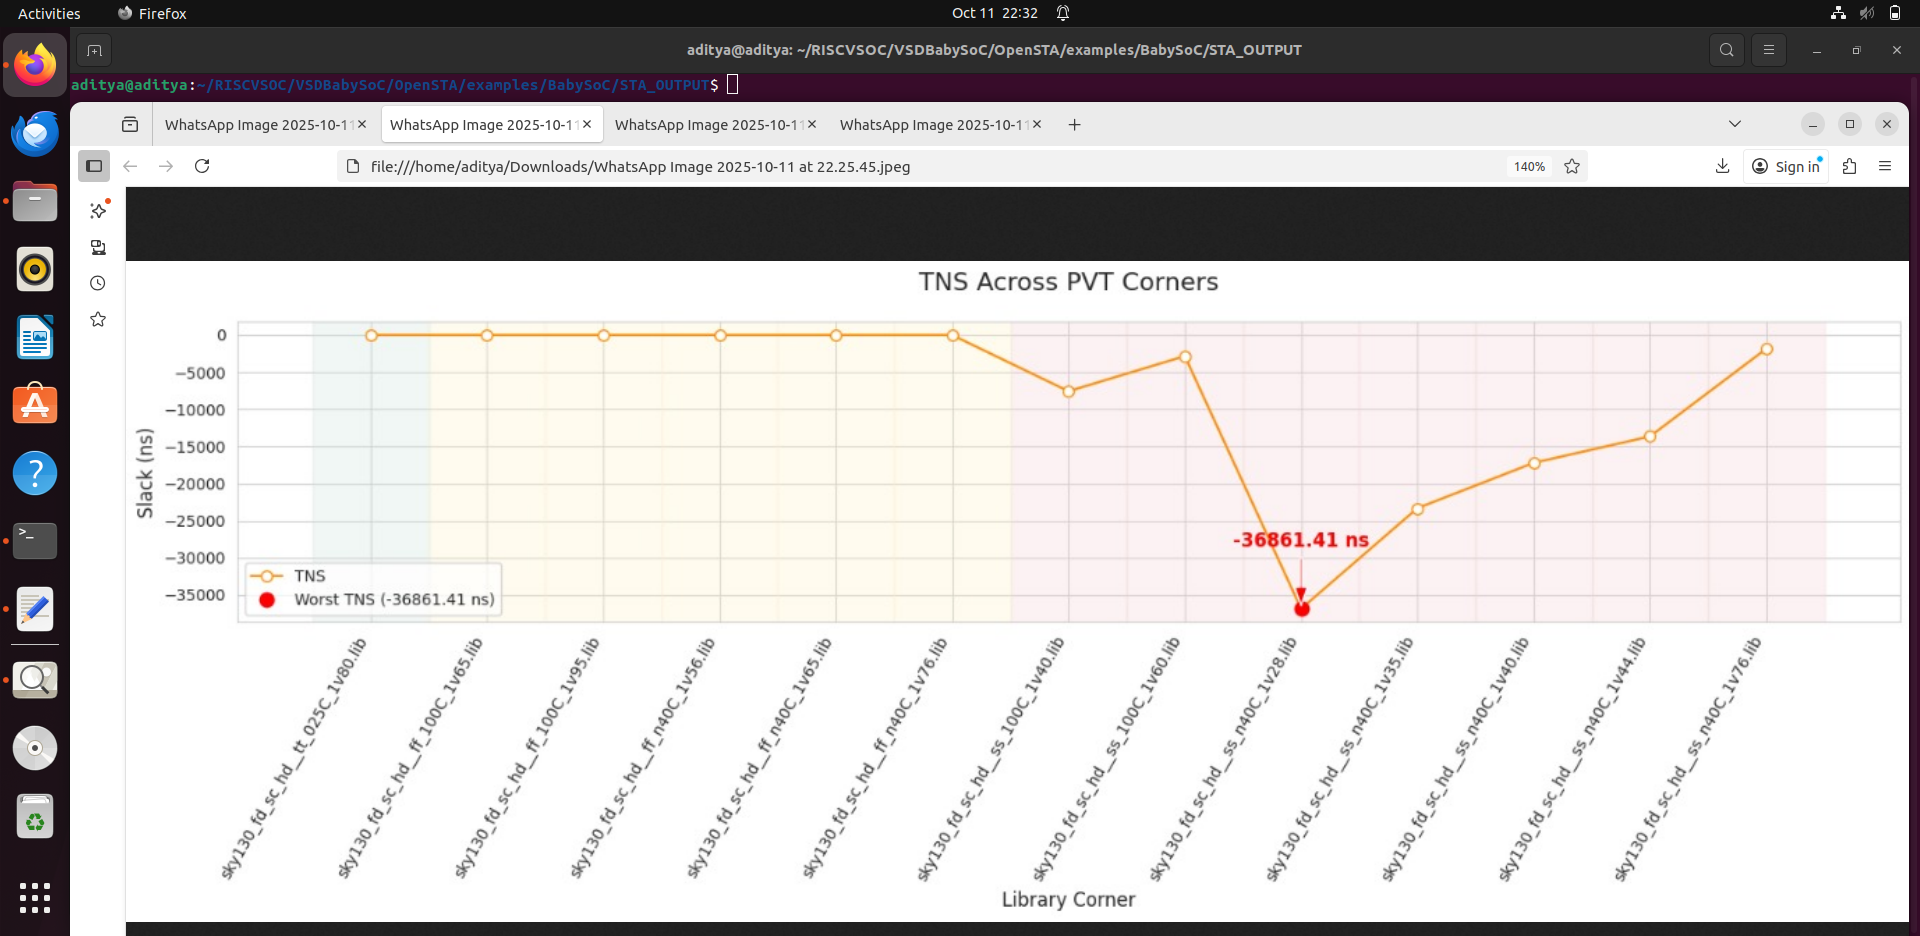 Activities
Firefox
Oct 11 22:32
aditya@aditya: ~/RISCVSOC/VSDBabySoC/OpenSTA/examples/BabySoC/STA_OUTPUT
aditya@aditya:~/RISCVSOC/VSDBabySoC/OpenSTA/examples/BabySoC/STA_OUTPUT$
WhatsApp Image 2025-10-11
WhatsApp Image 2025-10-11
WhatsApp Image 2025-10-11
WhatsApp Image 2025-10-11
file:///home/aditya/Downloads/WhatsApp Image 2025-10-11 at 22.25.45.jpeg
140%
Sign in
TNS Across PVT Corners
Slack (ns)
0
−5000
−10000
−15000
−20000
−25000
−30000
−35000
-36861.41 ns
TNS
Worst TNS (-36861.41 ns)
sky130_fd_sc_hd__tt_025C_1v80.lib
sky130_fd_sc_hd__ff_100C_1v65.lib
sky130_fd_sc_hd__ff_100C_1v95.lib
sky130_fd_sc_hd__ff_n40C_1v56.lib
sky130_fd_sc_hd__ff_n40C_1v65.lib
sky130_fd_sc_hd__ff_n40C_1v76.lib
sky130_fd_sc_hd__ss_100C_1v40.lib
sky130_fd_sc_hd__ss_100C_1v60.lib
sky130_fd_sc_hd__ss_n40C_1v28.lib
sky130_fd_sc_hd__ss_n40C_1v35.lib
sky130_fd_sc_hd__ss_n40C_1v40.lib
sky130_fd_sc_hd__ss_n40C_1v44.lib
sky130_fd_sc_hd__ss_n40C_1v76.lib
Library Corner